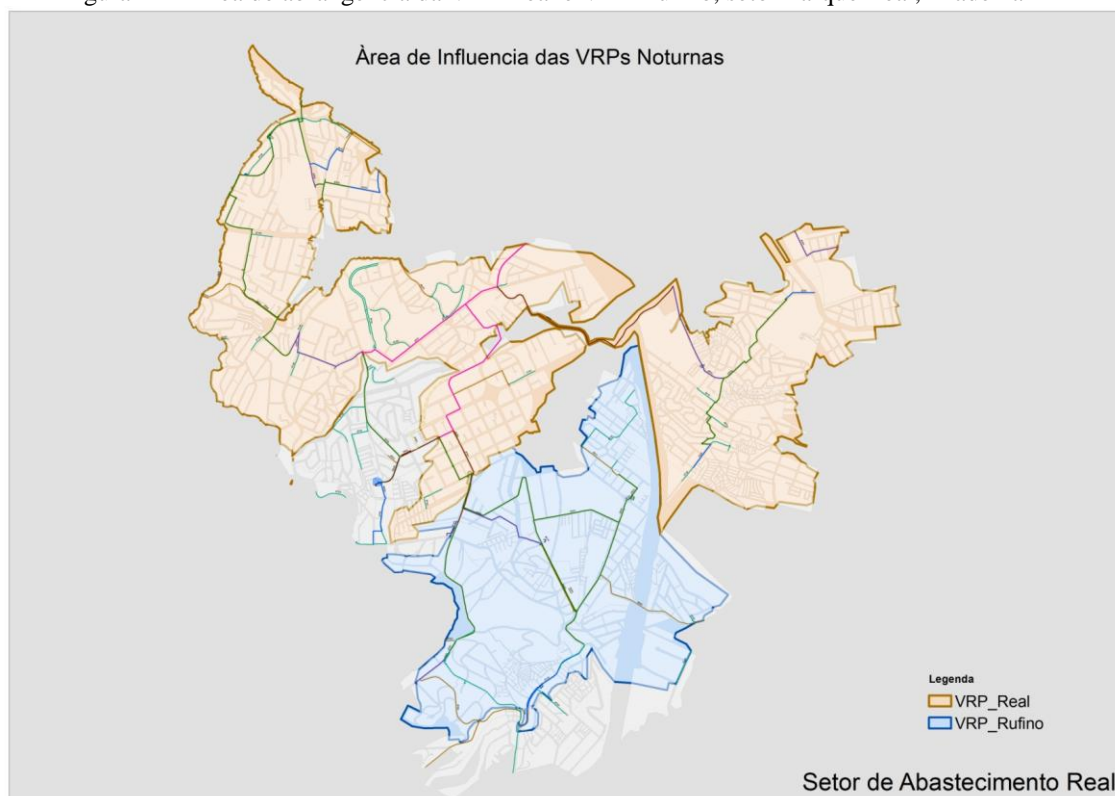 Àrea de Influencia das VRPs Noturnas
Legenda
VRP_Real
VRP_Rufino
Setor de Abastecimento Real